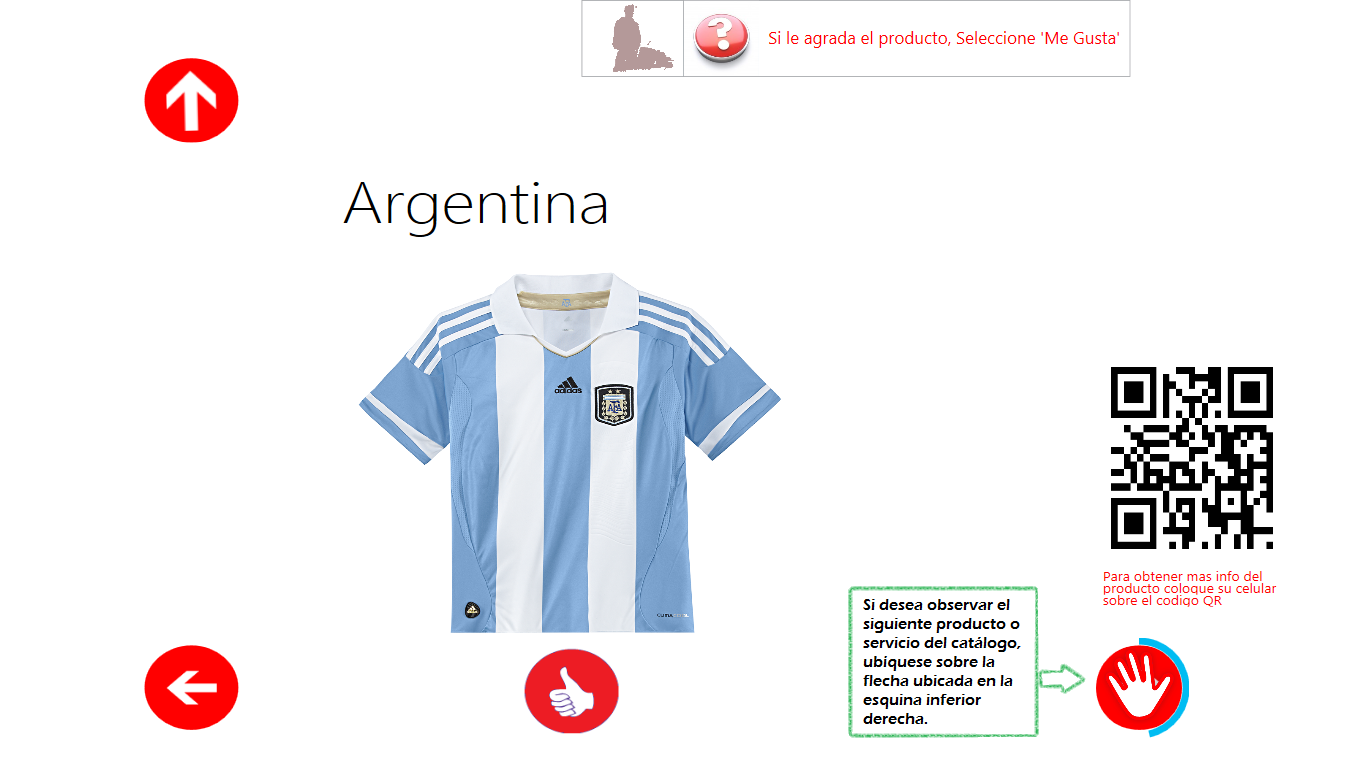 Si le agrada el producto, Seleccione 'Me Gusta'
Argentina
adidas
AFA
Para obtener mas info del
producto coloque su celular
sobre el codigo QR
Si desea observar el
siguiente producto o
servicio del catálogo,
ubíquese sobre la
flecha ubicada en la
esquina inferior
derecha.